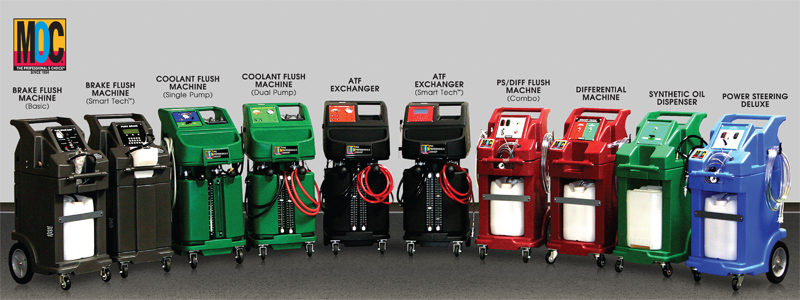 MOC
THE PROFESSIONAL'S CHOICE™
SINCE 1954
BRAKE FLUSH
MACHINE
(Basic)
BRAKE FLUSH
MACHINE
(Smart Tech™)
COOLANT FLUSH
MACHINE
(Single Pump)
COOLANT FLUSH
MACHINE
(Dual Pump)
ATF
EXCHANGER
ATF
EXCHANGER
(Smart Tech™)
PS/DIFF FLUSH
MACHINE
(Combo)
DIFFERENTIAL
MACHINE
SYNTHETIC OIL
DISPENSER
POWER STEERING
DELUXE